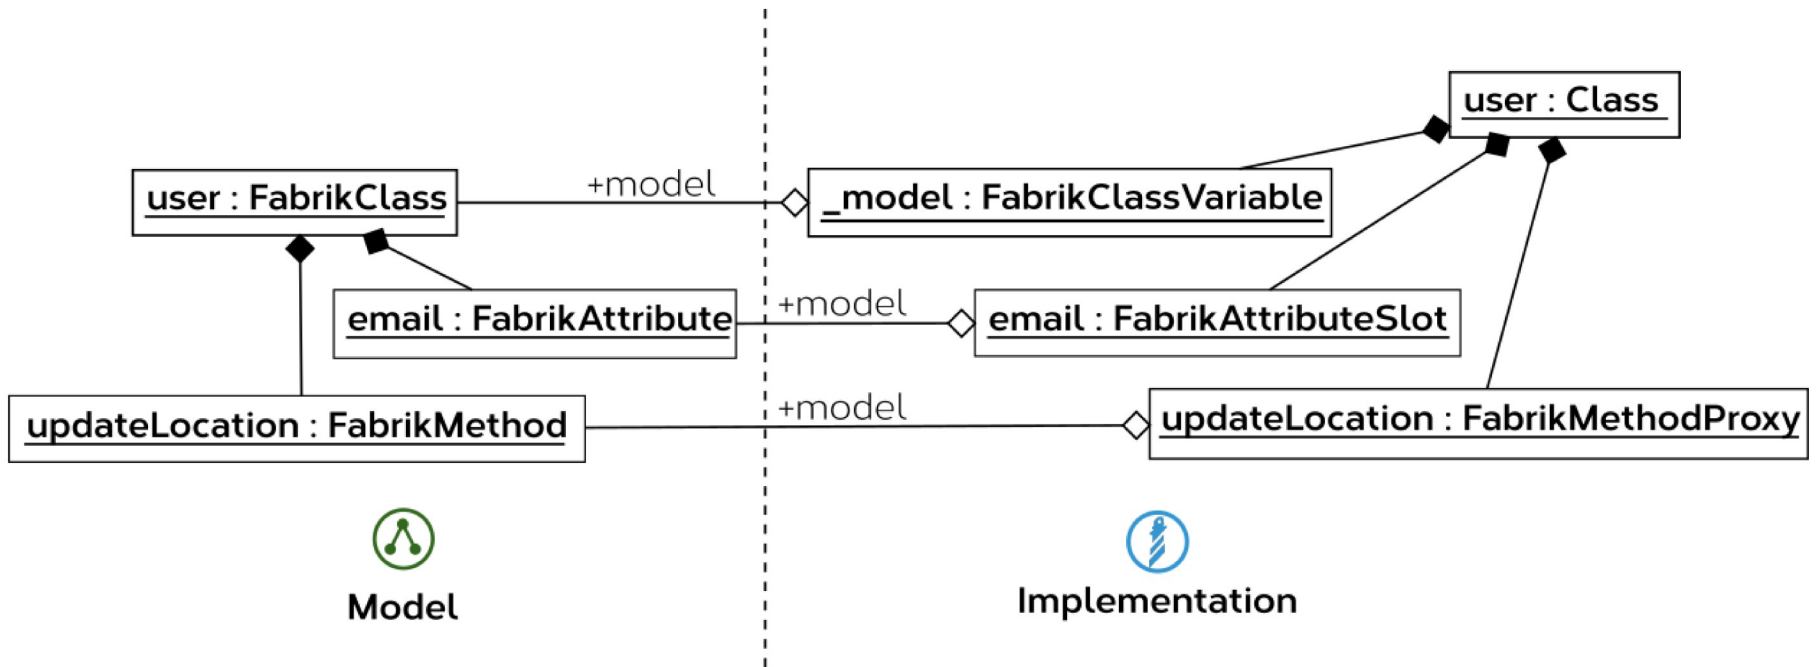 user : Class
user : FabrikClass
+model
_model : FabrikClassVariable
email : FabrikAttribute
+model
email : FabrikAttributeSlot
updateLocation : FabrikMethod
+model
updateLocation : FabrikMethodProxy
Model
Implementation